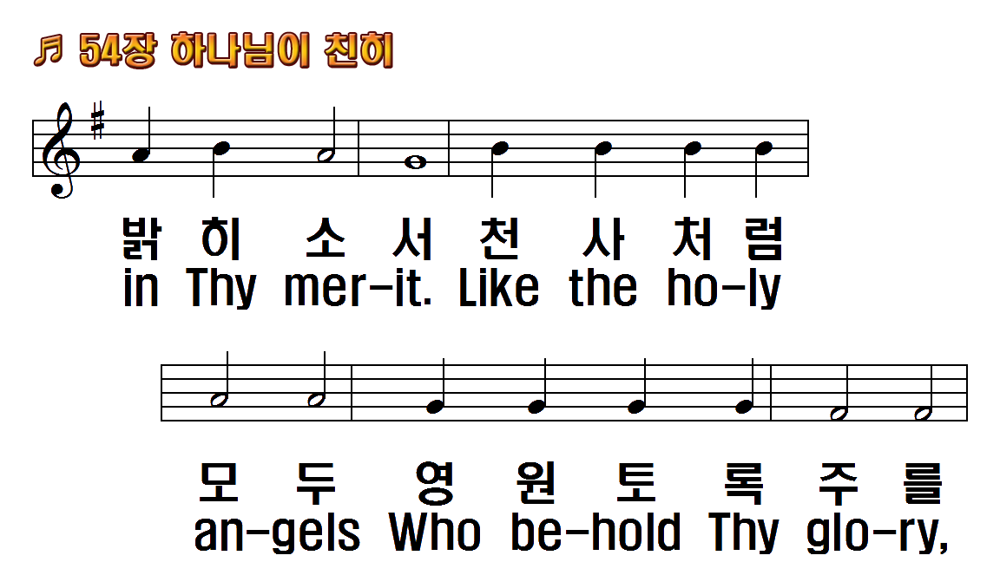 ♬ 54장 하나님이 친히
밝 히 소 서 천 사 처 럼
in Thy mer-it. Like the ho-ly
모 두 영 원 토 록 주 를
an-gels Who be-hold Thy glo-ry,